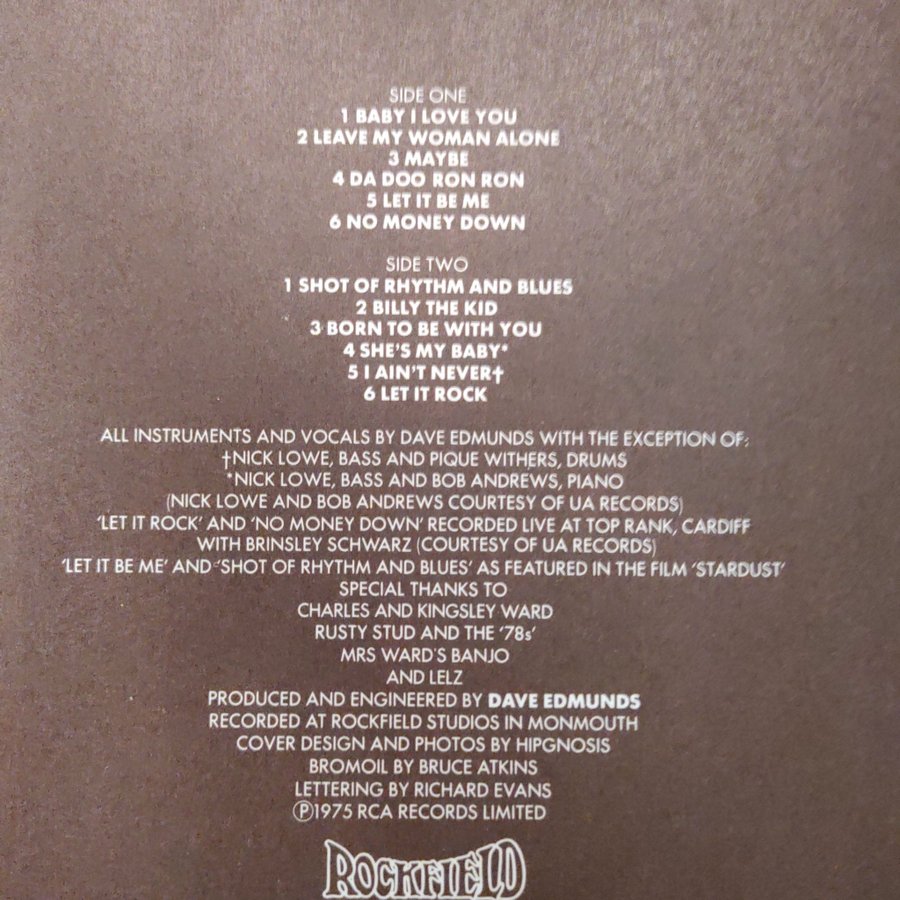 SIDE ONE
1 BABY I LOVE YOU
2 LEAVE MY WOMAN ALONE
3 MAYBE
4 DA DOO RON RON
5 LET IT BE ME
6 NO MONEY DOWN
SIDE TWO
1 SHOT OF RHYTHM AND BLUES
2 BILLY THE KID
3 BORN TO BE WITH YOU
4 SHE'S MY BABY*
5 I AIN'T NEVER†
6 LET IT ROCK
ALL INSTRUMENTS AND VOCALS BY DAVE EDMUNDS WITH THE EXCEPTION OF:
†NICK LOWE, BASS AND PIQUE WITHERS, DRUMS
*NICK LOWE, BASS AND BOB ANDREWS, PIANO
(NICK LOWE AND BOB ANDREWS COURTESY OF UA RECORDS)
'LET IT ROCK' AND 'NO MONEY DOWN' RECORDED LIVE AT TOP RANK, CARDIFF
WITH BRINSLEY SCHWARZ (COURTESY OF UA RECORDS)
'LET IT BE ME' AND 'SHOT OF RHYTHM AND BLUES' AS FEATURED IN THE FILM 'STARDUST'
SPECIAL THANKS TO
CHARLES AND KINGSLEY WARD
RUSTY STUD AND THE '78s'
MRS WARD'S BANJO
AND LELZ
PRODUCED AND ENGINEERED BY DAVE EDMUNDS
RECORDED AT ROCKFIELD STUDIOS IN MONMOUTH
COVER DESIGN AND PHOTOS BY HIPGNOSIS
BROMOIL BY BRUCE ATKINS
LETTERING BY RICHARD EVANS
℗1975 RCA RECORDS LIMITED
ROCKFIELD